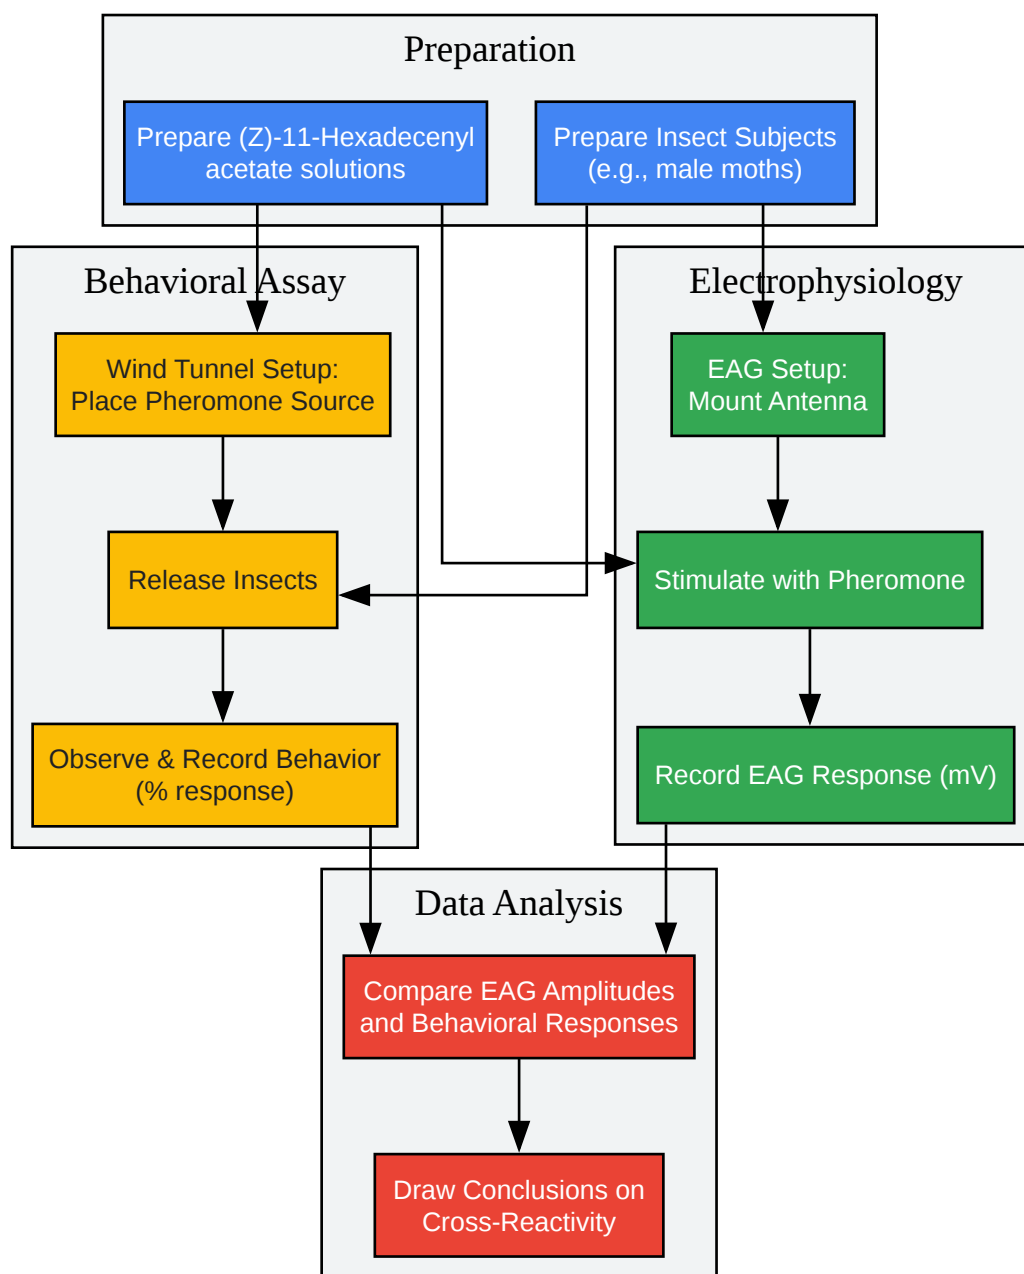 Preparation
Prepare (Z)-11-Hexadecenyl
acetate solutions
Prepare Insect Subjects
(e.g., male moths)
Behavioral Assay
Wind Tunnel Setup:
Place Pheromone Source
Release Insects
Observe & Record Behavior
(% response)
Electrophysiology
EAG Setup:
Mount Antenna
Stimulate with Pheromone
Record EAG Response (mV)
Data Analysis
Compare EAG Amplitudes
and Behavioral Responses
Draw Conclusions on
Cross-Reactivity